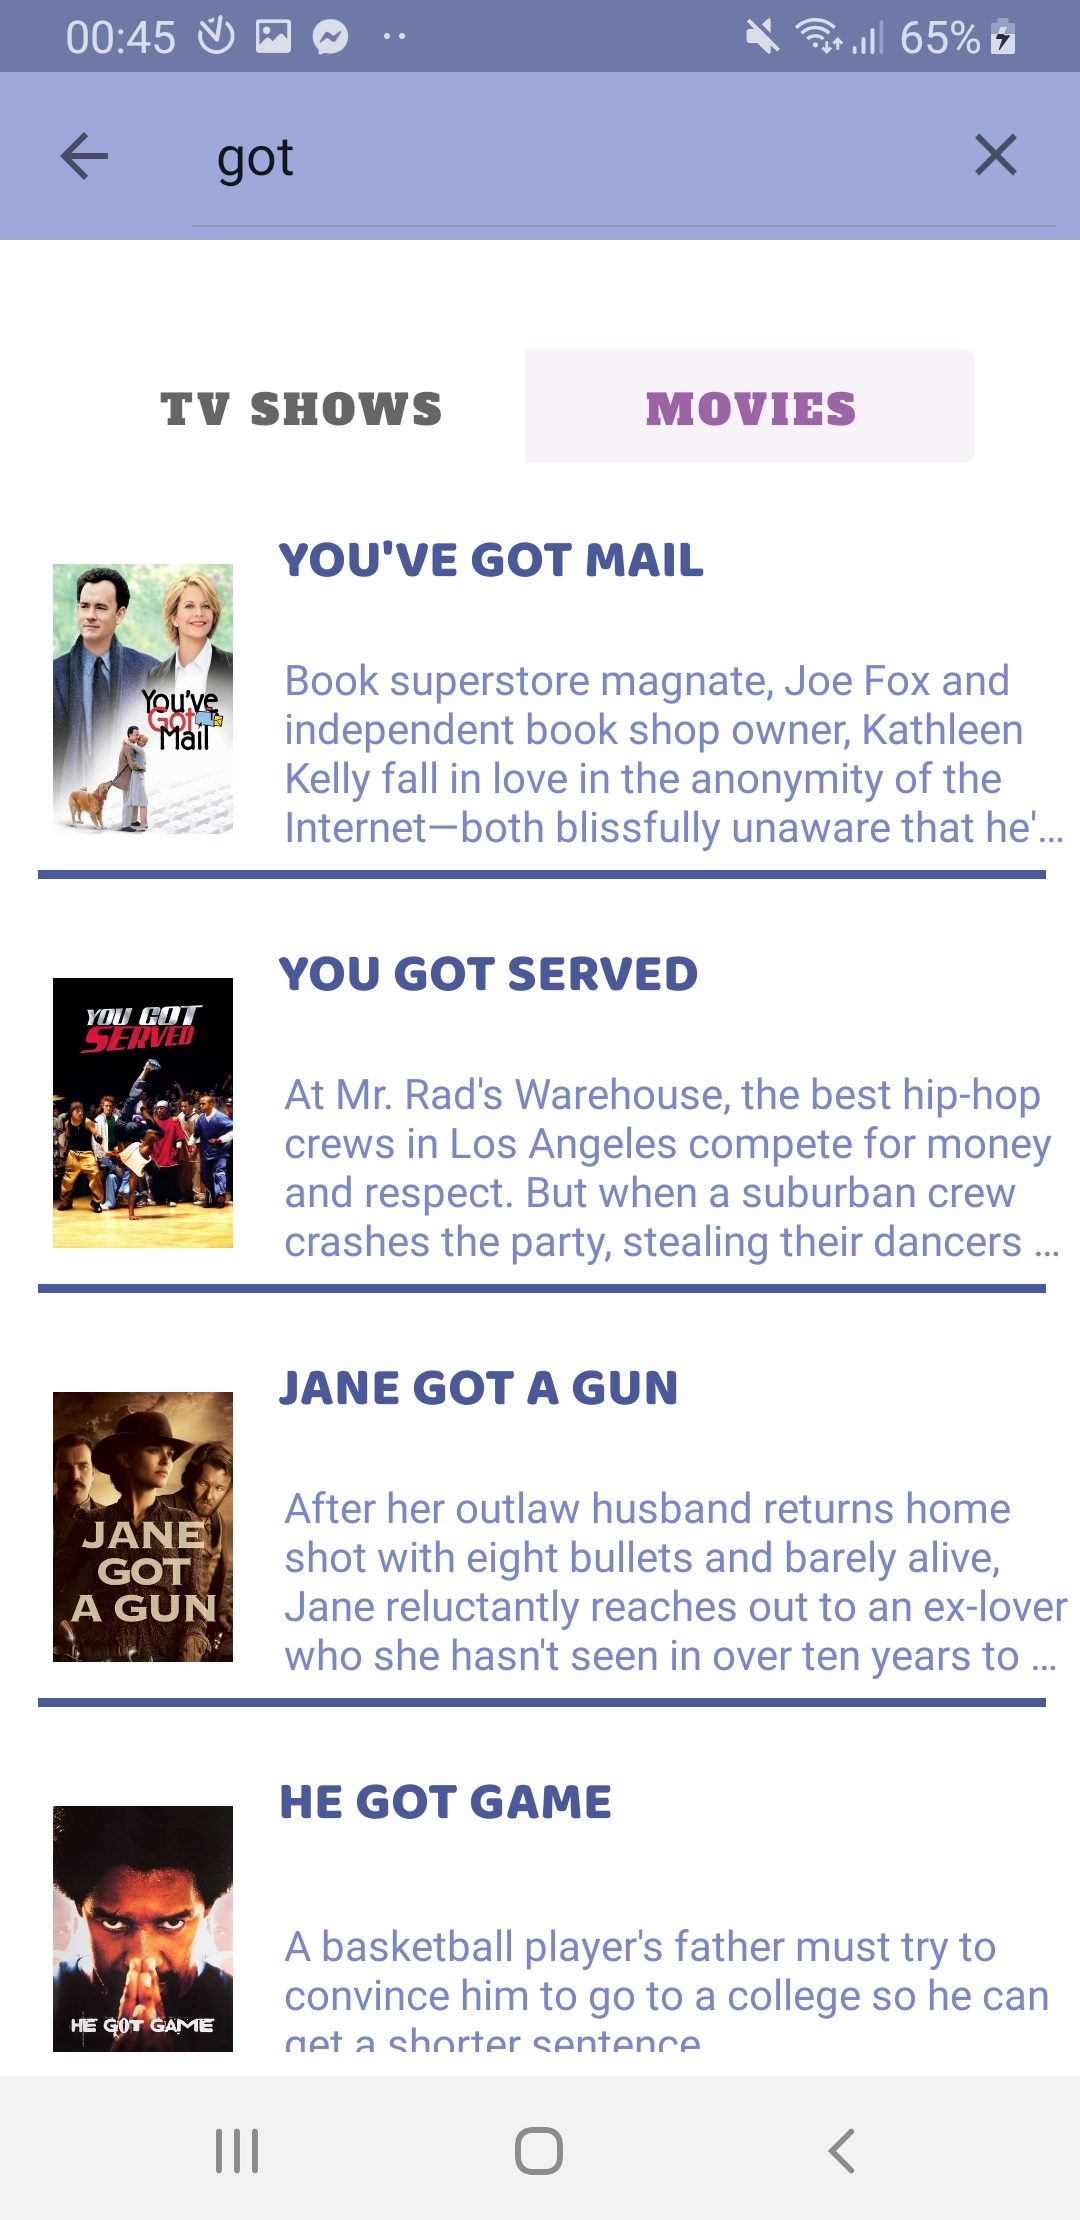 00:45
65%
got
TV SHOWS
MOVIES
YOU'VE GOT MAIL
You've
Got
Mail
Book superstore magnate, Joe Fox and
independent book shop owner, Kathleen
Kelly fall in love in the anonymity of the
Internet—both blissfully unaware that he'...
YOU GOT SERVED
YOU GOT
SERVED
At Mr. Rad's Warehouse, the best hip-hop
crews in Los Angeles compete for money
and respect. But when a suburban crew
crashes the party, stealing their dancers ...
JANE GOT A GUN
JANE
GOT
A GUN
After her outlaw husband returns home
shot with eight bullets and barely alive,
Jane reluctantly reaches out to an ex-lover
who she hasn't seen in over ten years to ...
HE GOT GAME
HE GOT GAME
A basketball player's father must try to
convince him to go to a college so he can
get a shorter sentence